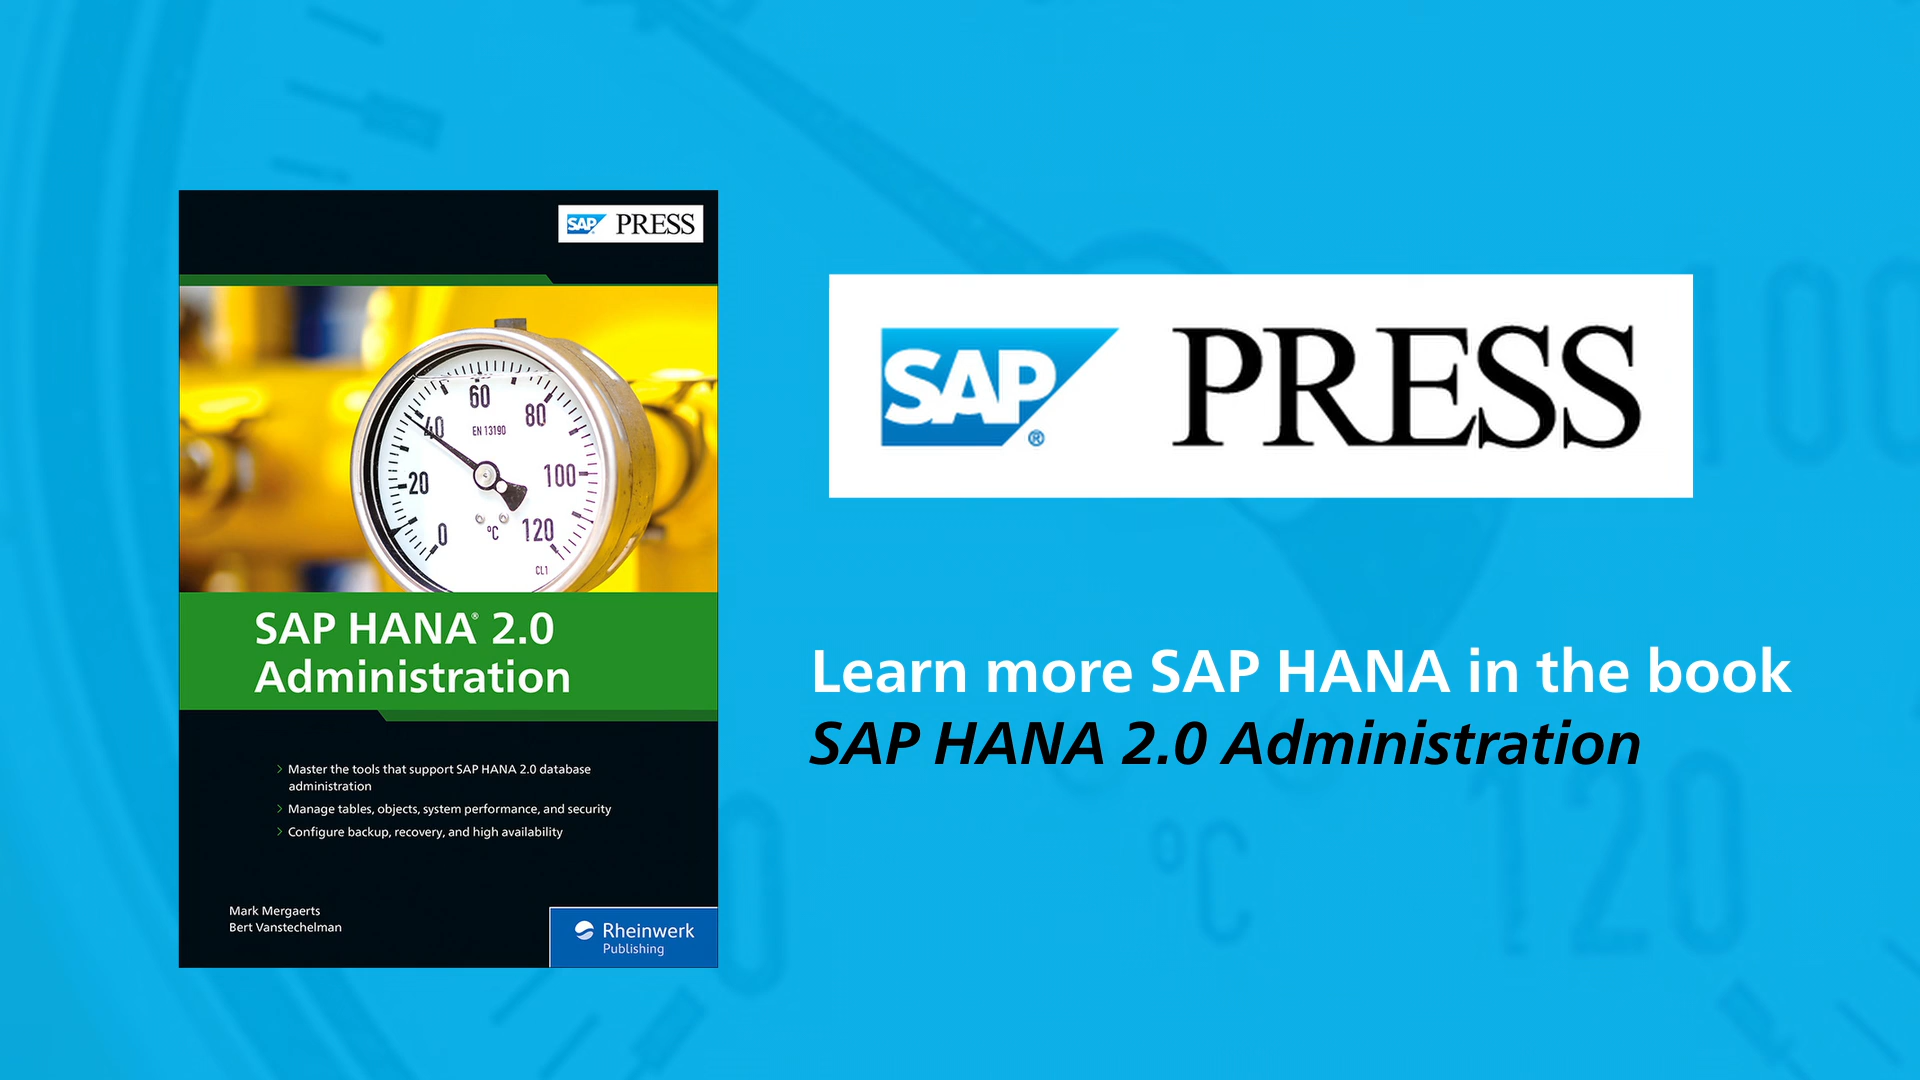 SAP PRESS
60
40
80
EN 13190
20
100
0
°C
120
CL1
SAP HANA® 2.0
Administration
> Master the tools that support SAP HANA 2.0 database
administration
> Manage tables, objects, system performance, and security
> Configure backup, recovery, and high availability
Mark Mergaerts
Bert Vanstechelman
Rheinwerk
Publishing
SAP® PRESS
Learn more SAP HANA in the book
SAP HANA 2.0 Administration
100
0
°C
120